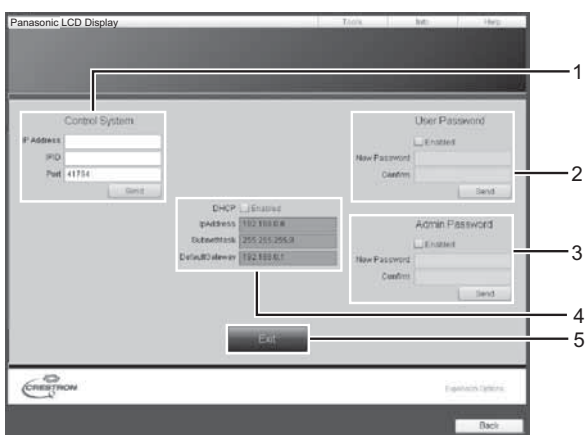 Panasonic LCD Display
Tools Info Help
1
Control System
IP Address
IPID
Port 41794
Send
User Password
Enabled
New Password
Confirm
Send
2
DHCP Enabled
IpAddress 192.168.0.8
SubnetMask 255.255.255.0
DefaultGateway 192.168.0.1
Admin Password
Enabled
New Password
Confirm
Send
3
4
Exit
5
CRESTRON
Expansion Options
Back